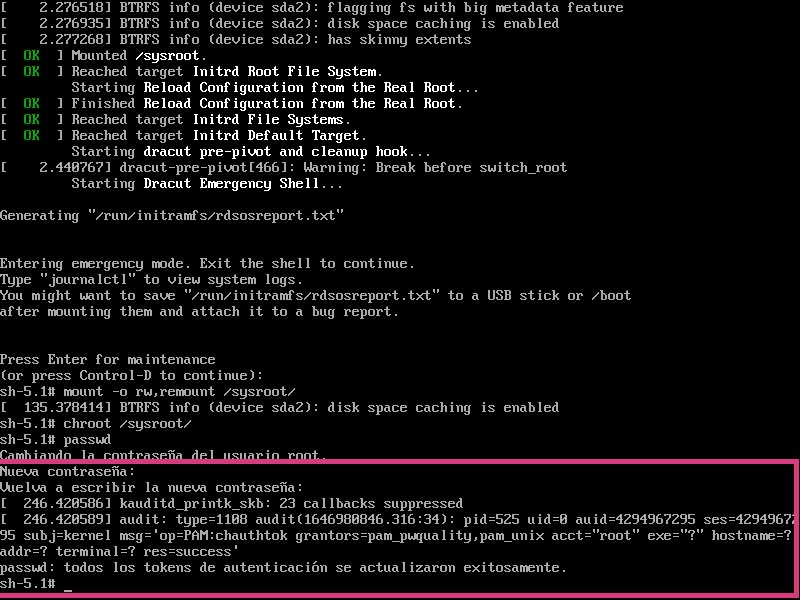 [    2.276518] BTRFS info (device sda2): flagging fs with big metadata feature
[    2.276935] BTRFS info (device sda2): disk space caching is enabled
[    2.277268] BTRFS info (device sda2): has skinny extents
[  OK  ] Mounted /sysroot.
[  OK  ] Reached target Initrd Root File System.
         Starting Reload Configuration from the Real Root...
[  OK  ] Finished Reload Configuration from the Real Root.
[  OK  ] Reached target Initrd File Systems.
[  OK  ] Reached target Initrd Default Target.
         Starting dracut pre-pivot and cleanup hook...
[    2.440767] dracut-pre-pivot[466]: Warning: Break before switch_root
         Starting Dracut Emergency Shell...
Generating "/run/initramfs/rdsosreport.txt"
Entering emergency mode. Exit the shell to continue.
Type "journalctl" to view system logs.
You might want to save "/run/initramfs/rdsosreport.txt" to a USB stick or /boot
after mounting them and attach it to a bug report.
Press Enter for maintenance
(or press Control-D to continue):
sh-5.1# mount -o rw,remount /sysroot/
[  135.378414] BTRFS info (device sda2): disk space caching is enabled
sh-5.1# chroot /sysroot/
sh-5.1# passwd
Cambiando la contraseña del usuario root.
Nueva contraseña:
Vuelva a escribir la nueva contraseña:
[  246.420586] kauditd_printk_skb: 23 callbacks suppressed
[  246.420589] audit: type=1108 audit(1646980846.316:34): pid=525 uid=0 auid=4294967295 ses=42949672
95 subj=kernel msg='op=PAM:chauthtok grantors=pam_pwquality,pam_unix acct="root" exe="?" hostname=?
addr=? terminal=? res=success'
passwd: todos los tokens de autenticación se actualizaron exitosamente.
sh-5.1# _